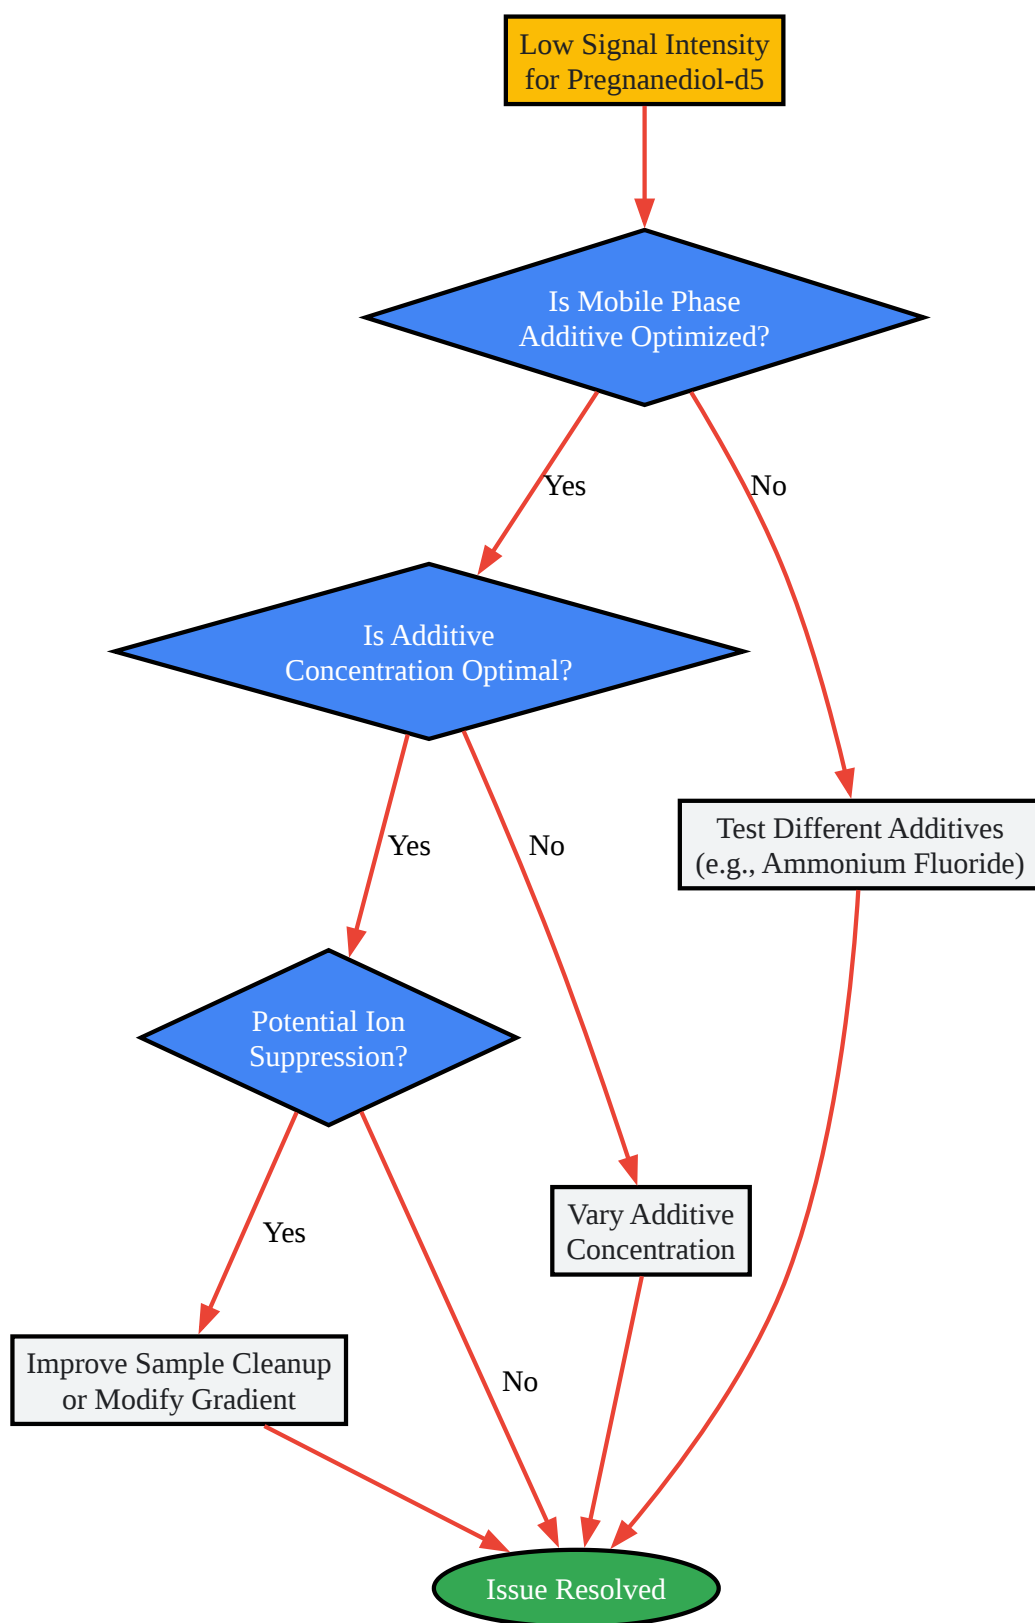 Low Signal Intensity
for Pregnanediol-d5
Is Mobile Phase
Additive Optimized?
Yes
No
Is Additive
Concentration Optimal?
Yes
No
Test Different Additives
(e.g., Ammonium Fluoride)
Potential Ion
Suppression?
Yes
No
Vary Additive
Concentration
Improve Sample Cleanup
or Modify Gradient
Issue Resolved